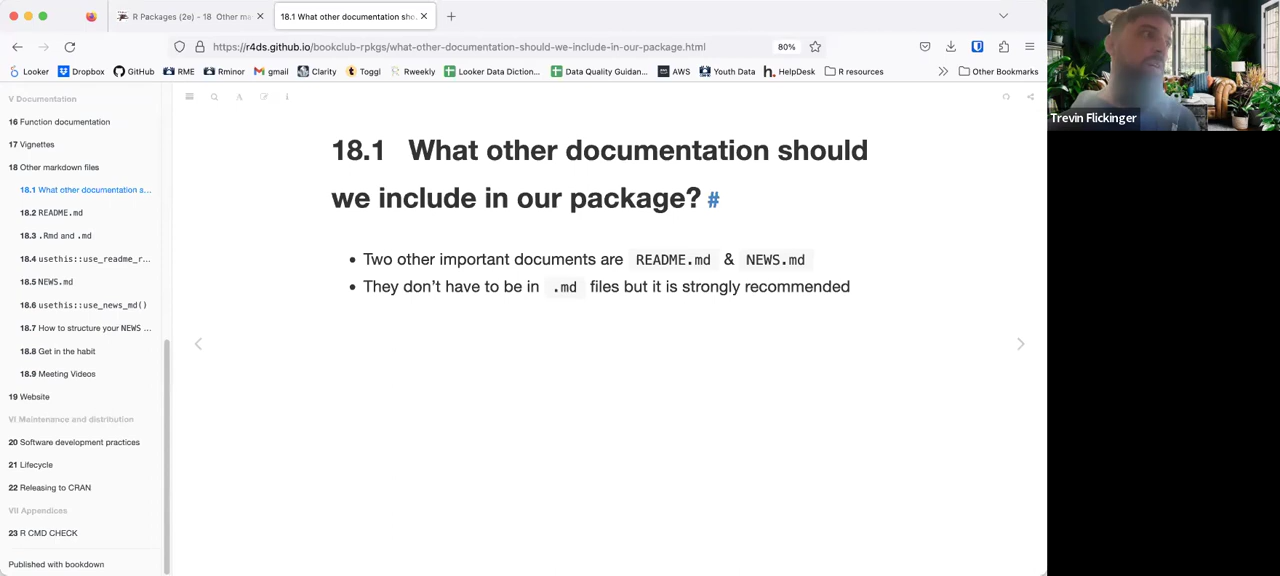 R Packages (2e) - 18 Other ma
18.1 What other documentation sho
https://r4ds.github.io/bookclub-rpkgs/what-other-documentation-should-we-include-in-our-package.html
80%
Looker
Dropbox
GitHub
RME
Rminor
gmail
Clarity
Toggl
Rweekly
Looker Data Diction...
Data Quality Guidan...
AWS
Youth Data
HelpDesk
R resources
Other Bookmarks
V Documentation
16 Function documentation
17 Vignettes
18 Other markdown files
18.1 What other documentation s...
18.2 README.md
18.3 .Rmd and .md
18.4 usethis::use_readme_r...
18.5 NEWS.md
18.6 usethis::use_news_md()
18.7 How to structure your NEWS ...
18.8 Get in the habit
18.9 Meeting Videos
19 Website
VI Maintenance and distribution
20 Software development practices
21 Lifecycle
22 Releasing to CRAN
VII Appendices
23 R CMD CHECK
Published with bookdown
18.1 What other documentation should
we include in our package? #
• Two other important documents are README.md & NEWS.md
• They don't have to be in .md files but it is strongly recommended
Trevin Flickinger